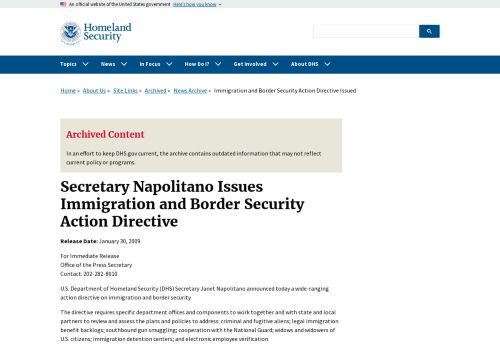 An official website of the United States government Here's how you know
Homeland
Security
Topics News In Focus How Do I? Get Involved About DHS
Home » About Us » Site Links » Archived » News Archive » Immigration and Border Security Action Directive Issued
Archived Content
In an effort to keep DHS.gov current, the archive contains outdated information that may not reflect
current policy or programs.
Secretary Napolitano Issues
Immigration and Border Security
Action Directive
Release Date: January 30, 2009
For Immediate Release
Office of the Press Secretary
Contact: 202-282-8010
U.S. Department of Homeland Security (DHS) Secretary Janet Napolitano announced today a wide-ranging
action directive on immigration and border security.
The directive requires specific department offices and components to work together and with state and local
partners to review and assess the plans and policies to address: criminal and fugitive aliens; legal immigration
benefit backlogs; southbound gun smuggling; cooperation with the National Guard; widows and widowers of
U.S. citizens; immigration detention centers; and electronic employee verification.